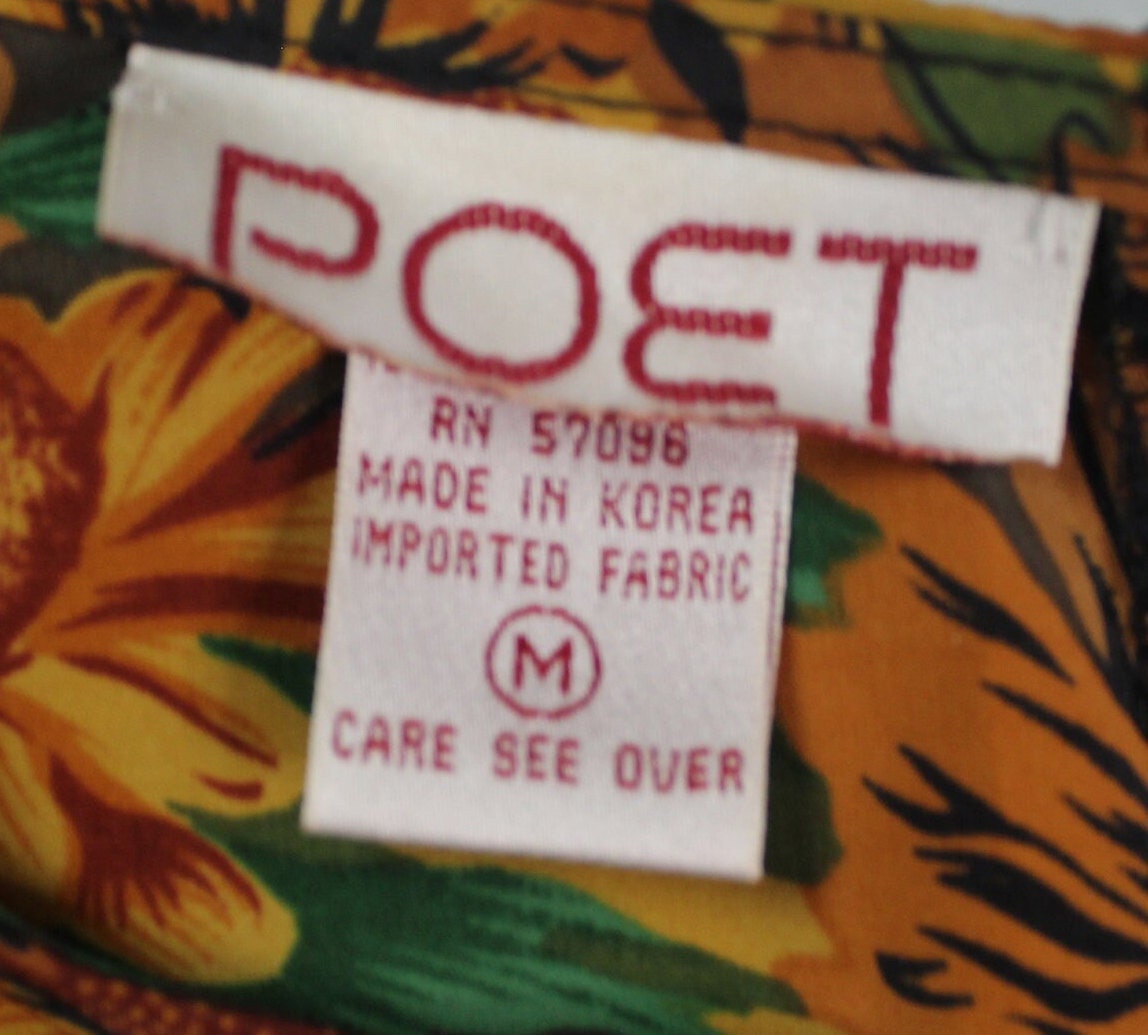 POET
RN 57096
MADE IN KOREA
IMPORTED FABRIC
M
CARE SEE OVER